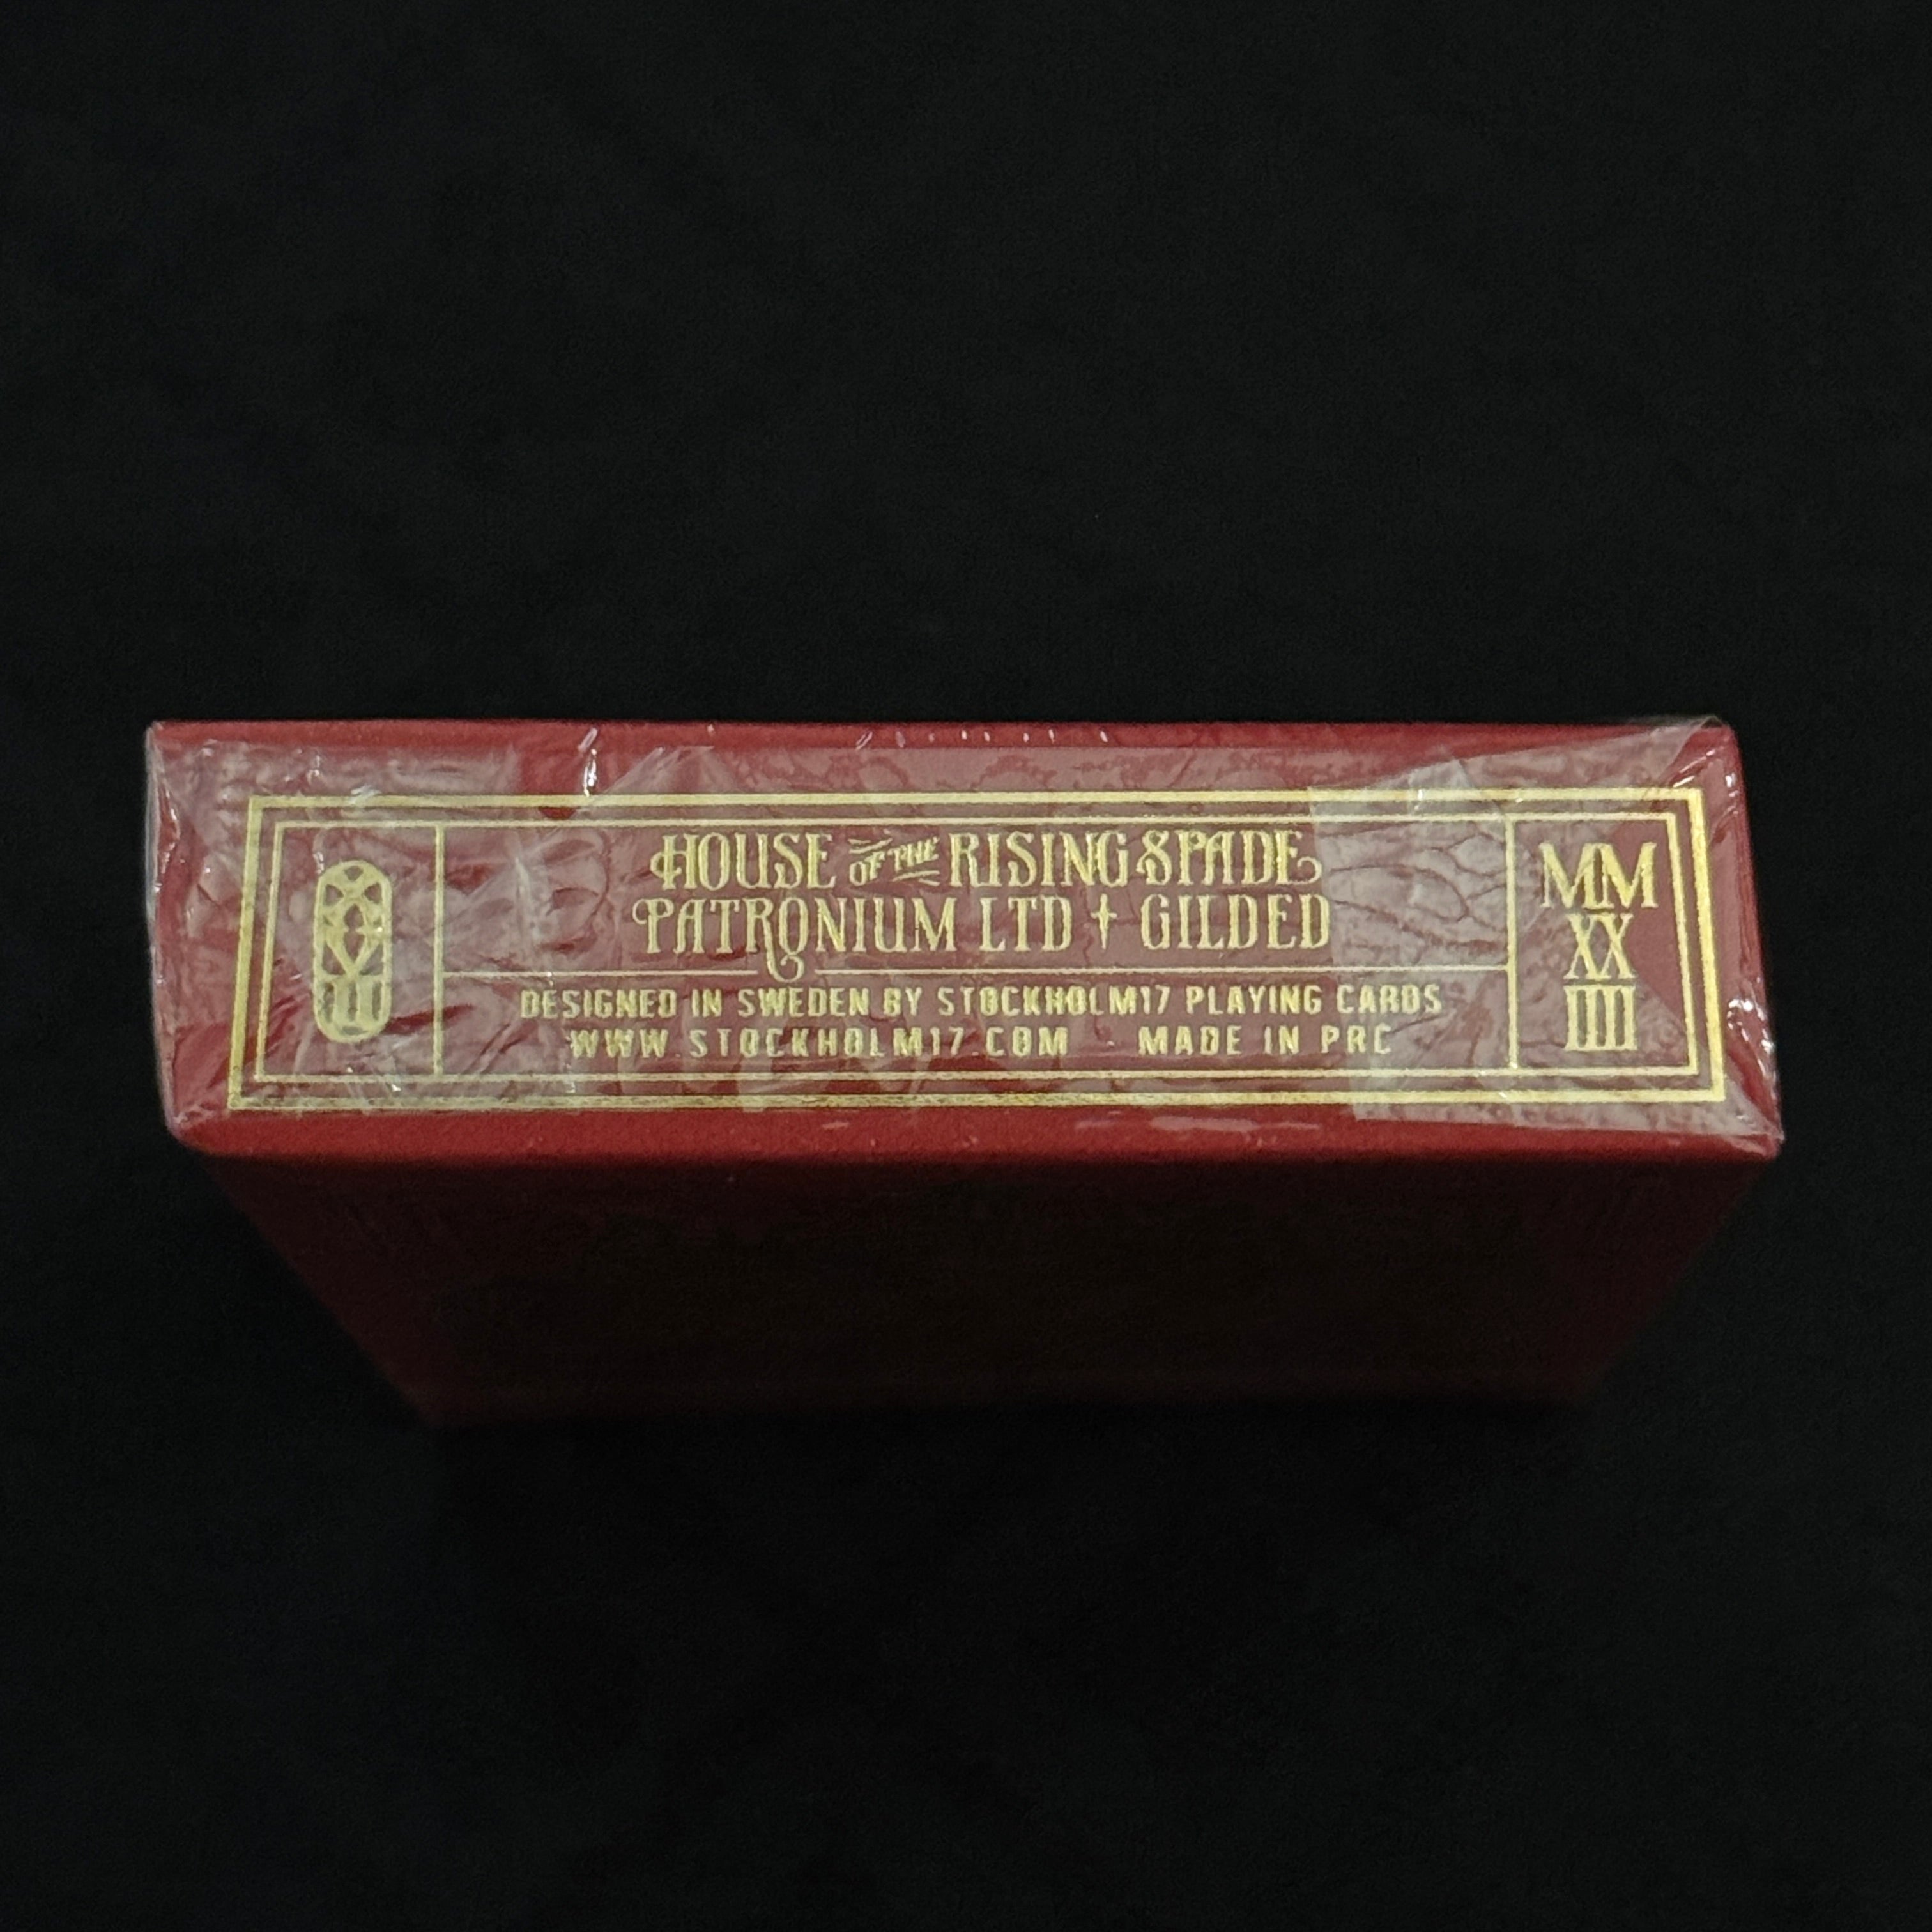 HOUSE OF THE RISING SPADE
PATRONIUM LTD † GILDED
DESIGNED IN SWEDEN BY STOCKHOLM17 PLAYING CARDS
WWW.STOCKHOLM17.COM · MADE IN PRC
MM
XX
IIII